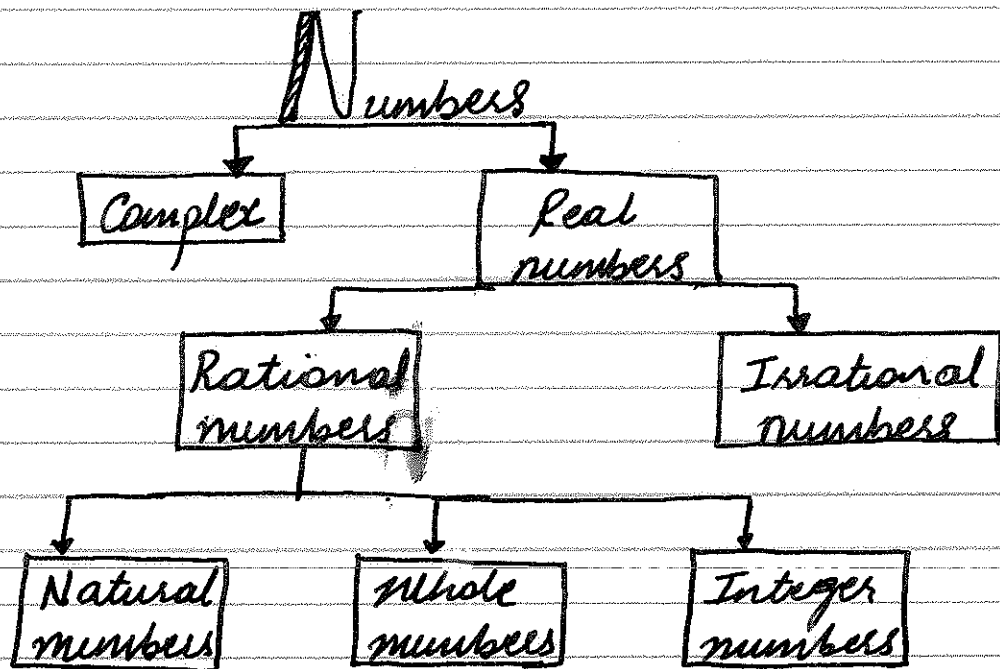 Numbers
Complex
Real
numbers
Rational
numbers
Irrational
numbers
Natural
numbers
Whole
numbers
Integer
numbers